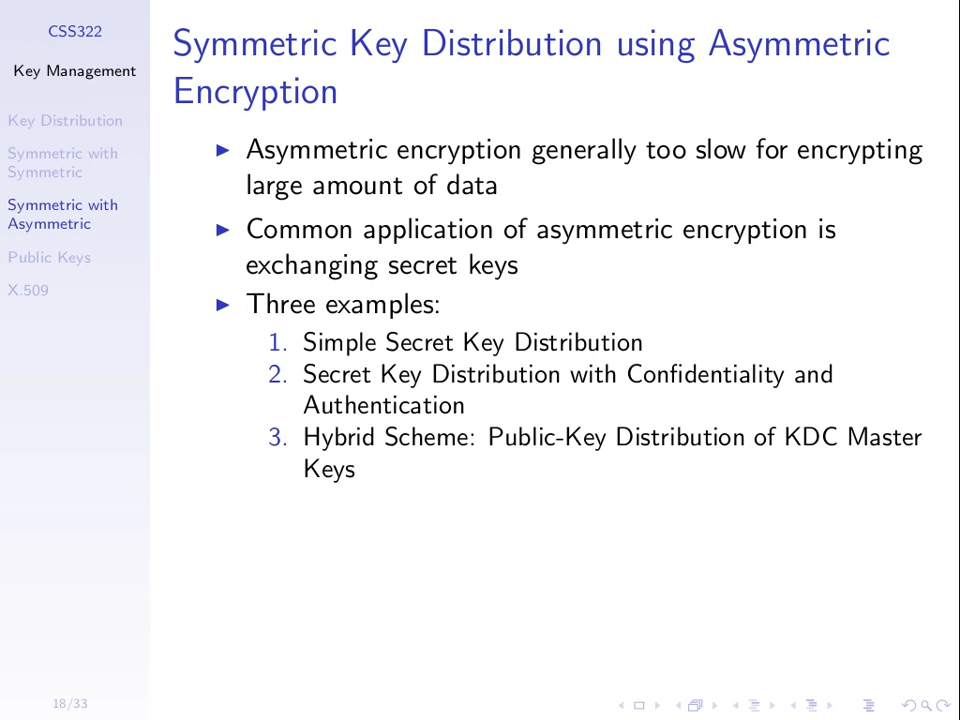 CSS322
Key Management
Key Distribution
Symmetric with
Symmetric
Symmetric with
Asymmetric
Public Keys
X.509
18/33
Symmetric Key Distribution using Asymmetric
Encryption
Asymmetric encryption generally too slow for encrypting
large amount of data
Common application of asymmetric encryption is
exchanging secret keys
Three examples:
1. Simple Secret Key Distribution
2. Secret Key Distribution with Confidentiality and
Authentication
3. Hybrid Scheme: Public-Key Distribution of KDC Master
Keys